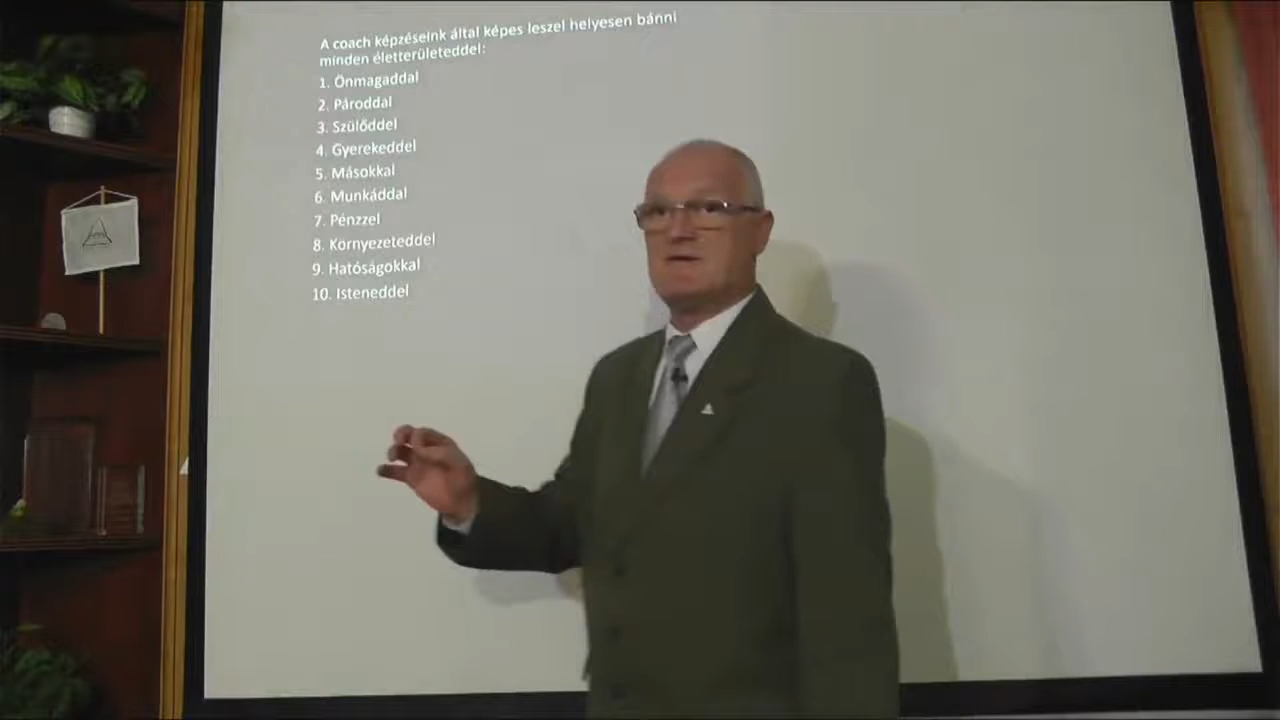 A coach képzéseink által képes leszel helyesen bánni
minden életterületeddel:
1. Önmagaddal
2. Pároddal
3. Szülőddel
4. Gyerekeddel
5. Másokkal
6. Munkáddal
7. Pénzzel
8. Környezeteddel
9. Hatóságokkal
10. Isteneddel